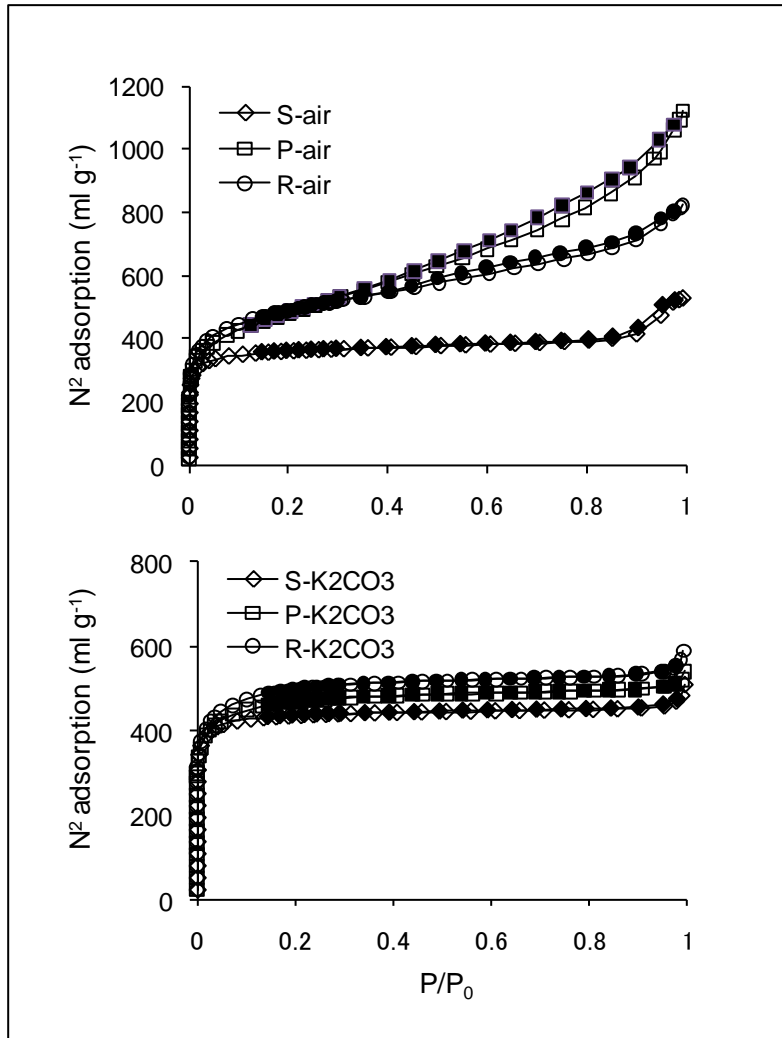 1200
1000
800
600
400
200
0
S-air
P-air
R-air
N² adsorption (ml g⁻¹)
0 0.2 0.4 0.6 0.8 1
800
600
400
200
0
S-K2CO3
P-K2CO3
R-K2CO3
N² adsorption (ml g⁻¹)
0 0.2 0.4 0.6 0.8 1
P/P₀